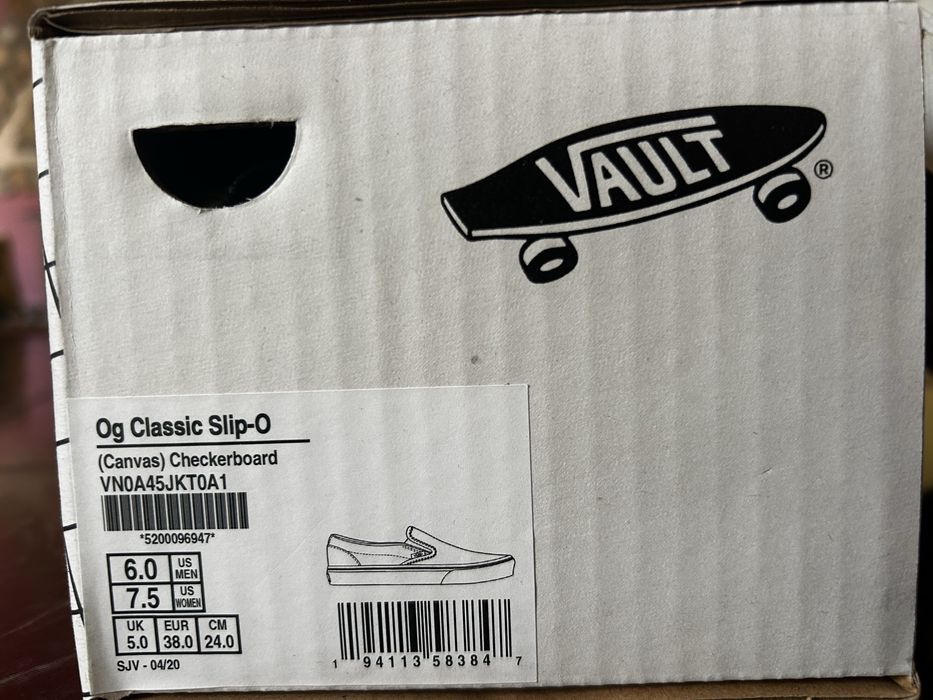 VAULT
®
Og Classic Slip-O
(Canvas) Checkerboard
VN0A45JKT0A1
*5200096947*
6.0 US MEN
7.5 US WOMEN
UK EUR CM
5.0 38.0 24.0
SJV - 04/20
1 94113 58384 7